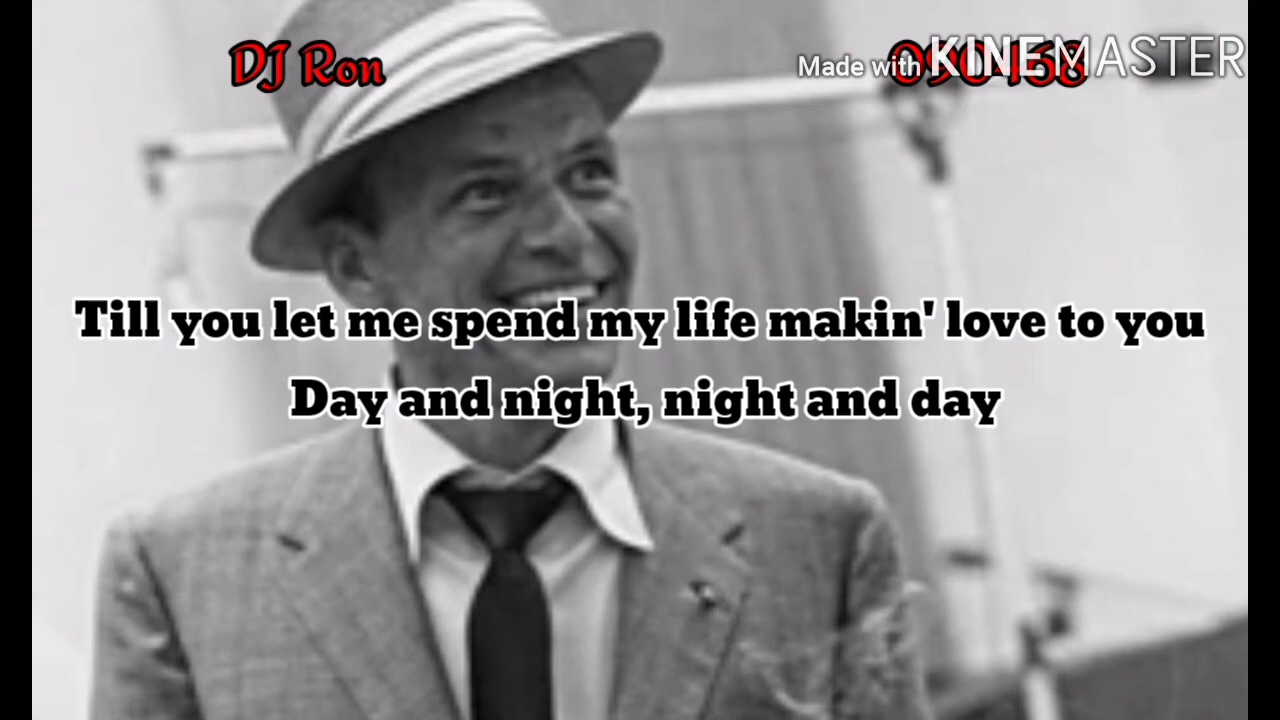 DJ Ron
Made with KINEMASTER
Till you let me spend my life makin' love to you
Day and night, night and day